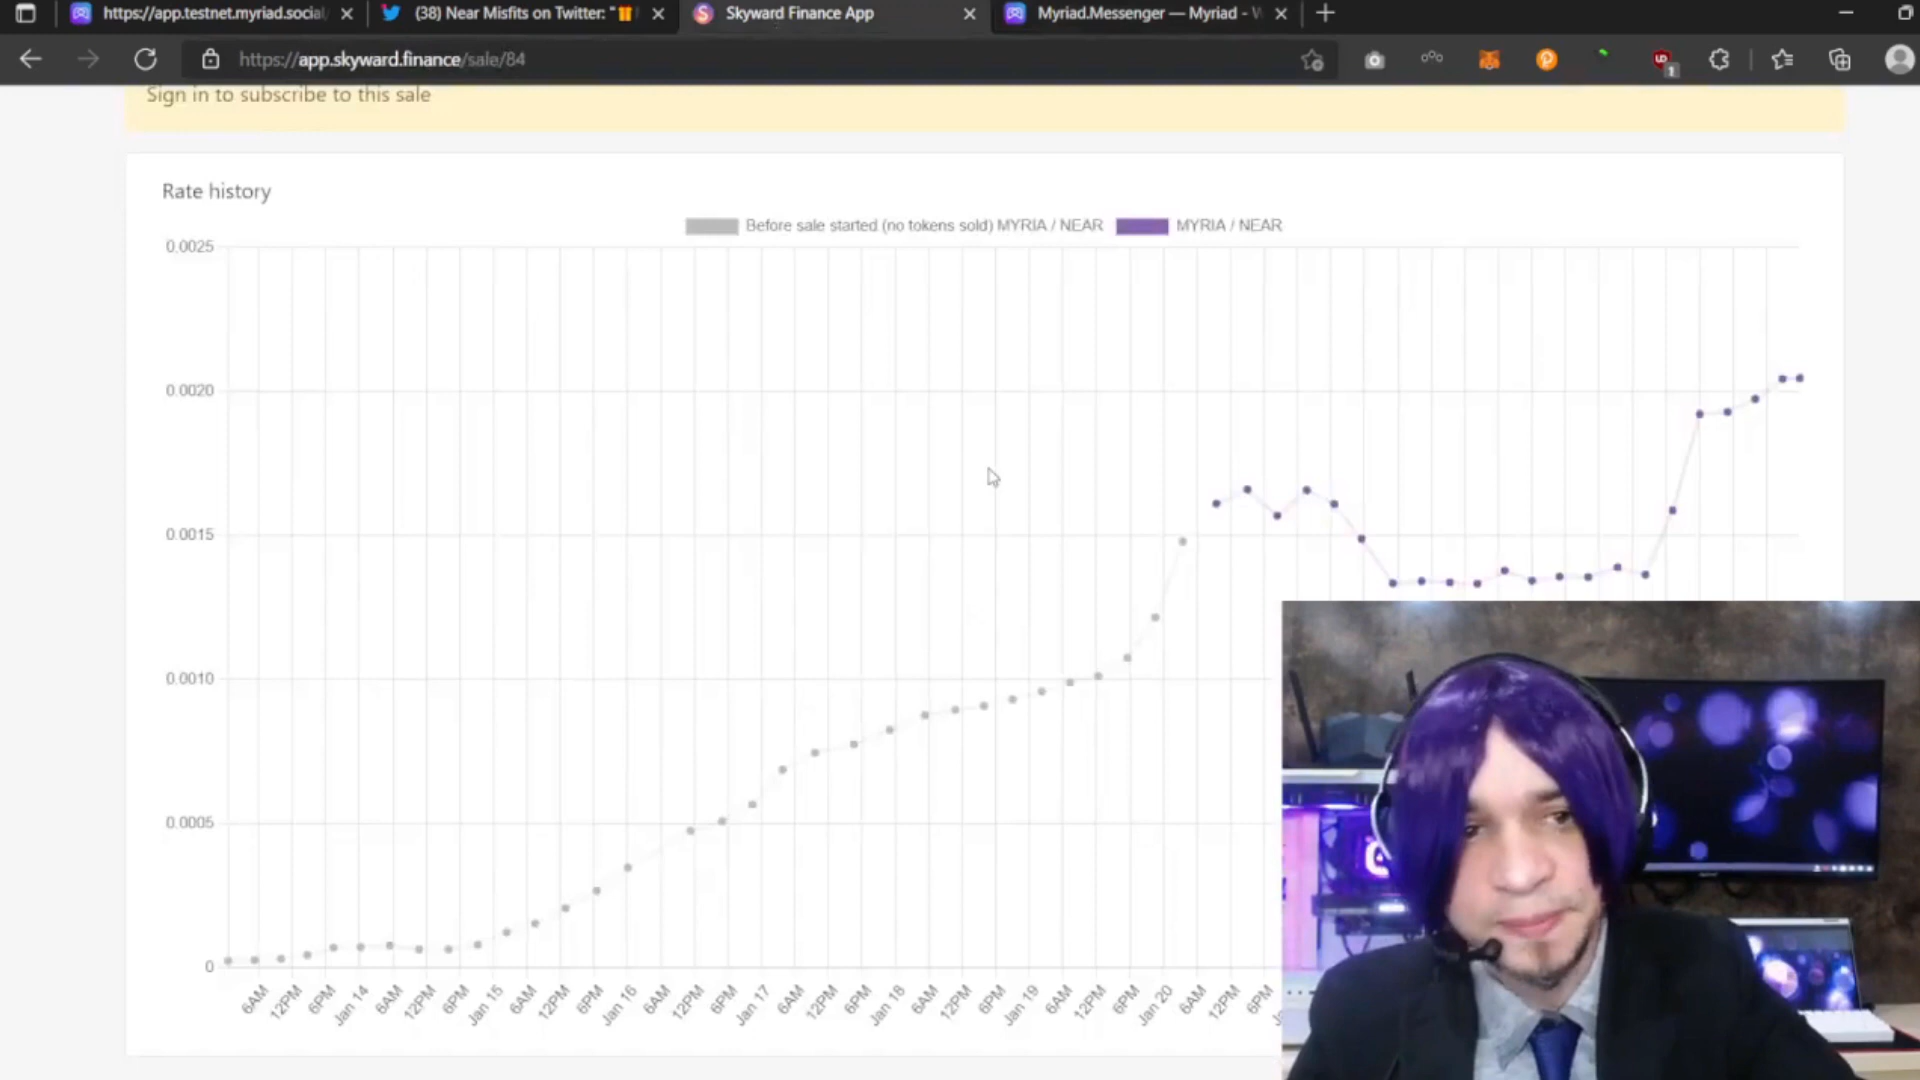 https://app.testnet.myriad.social
(38) Near Misfits on Twitter: "
Skyward Finance App
Myriad.Messenger — Myriad -
https://app.skyward.finance/sale/84
1
Sign in to subscribe to this sale
Rate history
Before sale started (no tokens sold) MYRIA / NEAR
MYRIA / NEAR
0.0025
0.0020
0.0015
0.0010
0.0005
0
6AM
12PM
6PM
Jan 14
6AM
12PM
6PM
Jan 15
6AM
12PM
6PM
Jan 16
6AM
12PM
6PM
Jan 17
6AM
12PM
6PM
Jan 18
6AM
12PM
6PM
Jan 19
6AM
12PM
6PM
Jan 20
6AM
12PM
6PM